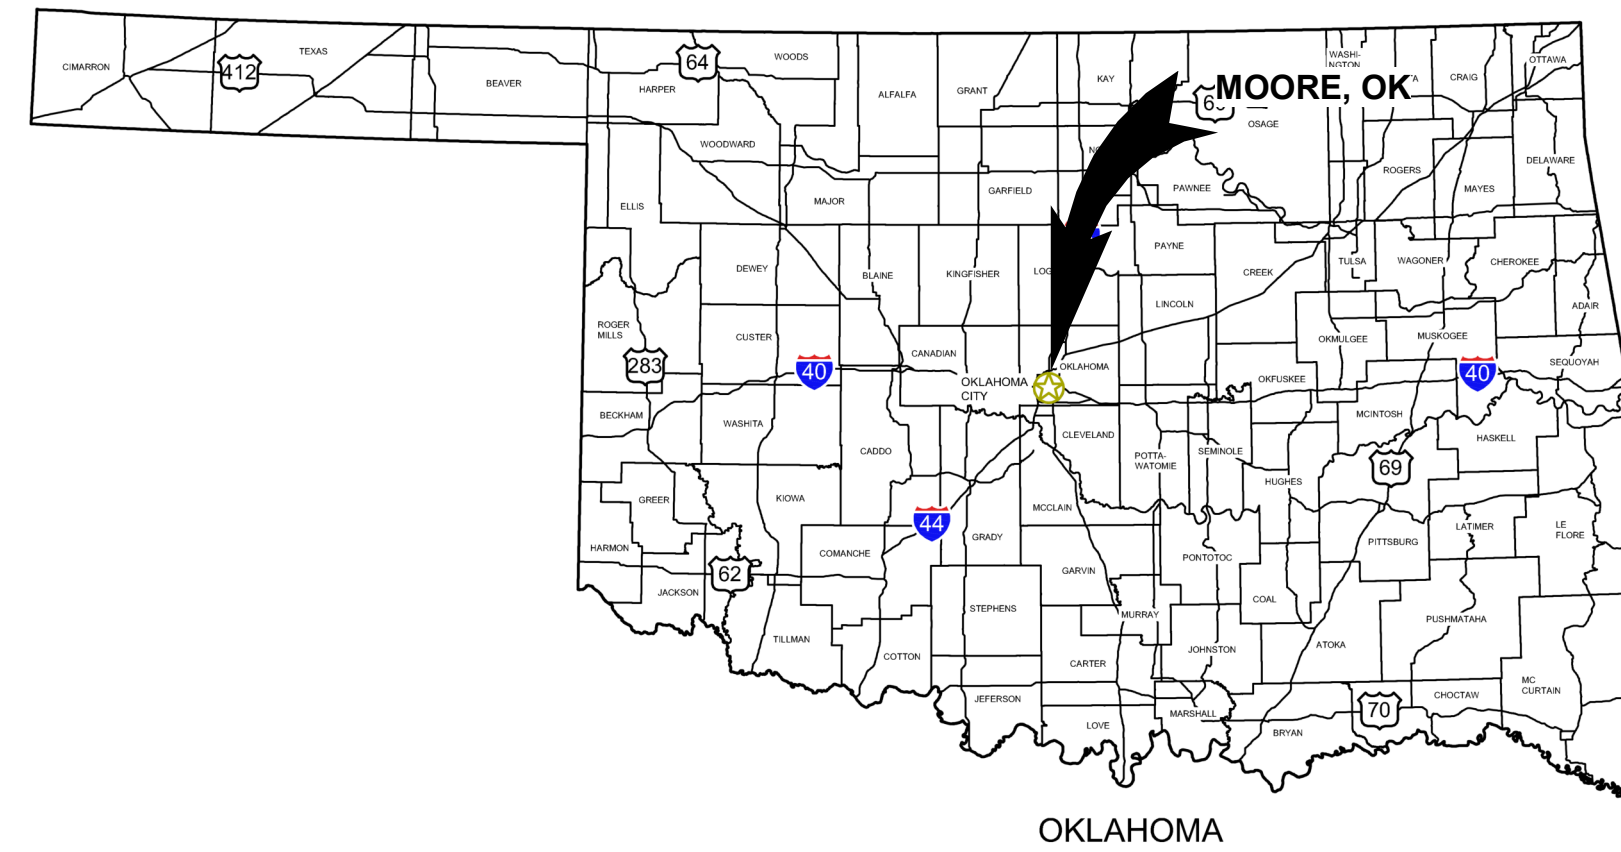 CIMARRON
412
TEXAS
BEAVER
64
HARPER
WOODS
ALFALFA
GRANT
KAY
MOORE, OK
OSAGE
WASHI-
NGTON
CRAIG
OTTAWA
WOODWARD
ELLIS
MAJOR
GARFIELD
PAWNEE
ROGERS
MAYES
DELAWARE
DEWEY
BLAINE
KINGFISHER
PAYNE
CREEK
TULSA
WAGONER
CHEROKEE
ADAIR
ROGER
MILLS
283
CUSTER
40
CANADIAN
OKLAHOMA
CITY
OKLAHOMA
LINCOLN
OKMULGEE
MUSKOGEE
40
SEQUOYAH
OKFUSKEE
BECKHAM
WASHITA
CADDO
CLEVELAND
POTTA-
WATOMIE
SEMINOLE
MCINTOSH
HASKELL
69
HUGHES
GREER
KIOWA
44
GRADY
MCCLAIN
HARMON
62
JACKSON
COMANCHE
GARVIN
PONTOTOC
PITTSBURG
LATIMER
LE
FLORE
STEPHENS
MURRAY
COAL
TILLMAN
COTTON
CARTER
JOHNSTON
ATOKA
PUSHMATAHA
JEFERSON
LOVE
MARSHALL
BRYAN
70
CHOCTAW
MC
CURTAIN
OKLAHOMA